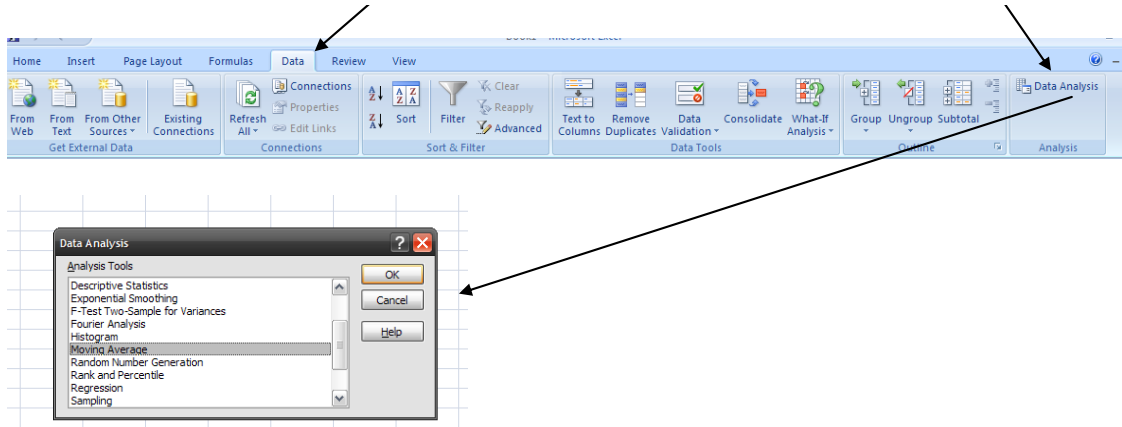 Book1 - Microsoft Excel
Home Insert Page Layout Formulas Data Review View
From Web
From Text
From Other Sources
Existing Connections
Get External Data
Refresh All
Connections
Properties
Edit Links
Connections
Sort
Filter
Clear
Reapply
Advanced
Sort & Filter
Text to Columns
Remove Duplicates
Data Validation
Consolidate
What-If Analysis
Data Tools
Group
Ungroup
Subtotal
Outline
Data Analysis
Analysis
Data Analysis
Analysis Tools
Descriptive Statistics
Exponential Smoothing
F-Test Two-Sample for Variances
Fourier Analysis
Histogram
Moving Average
Random Number Generation
Rank and Percentile
Regression
Sampling
OK
Cancel
Help